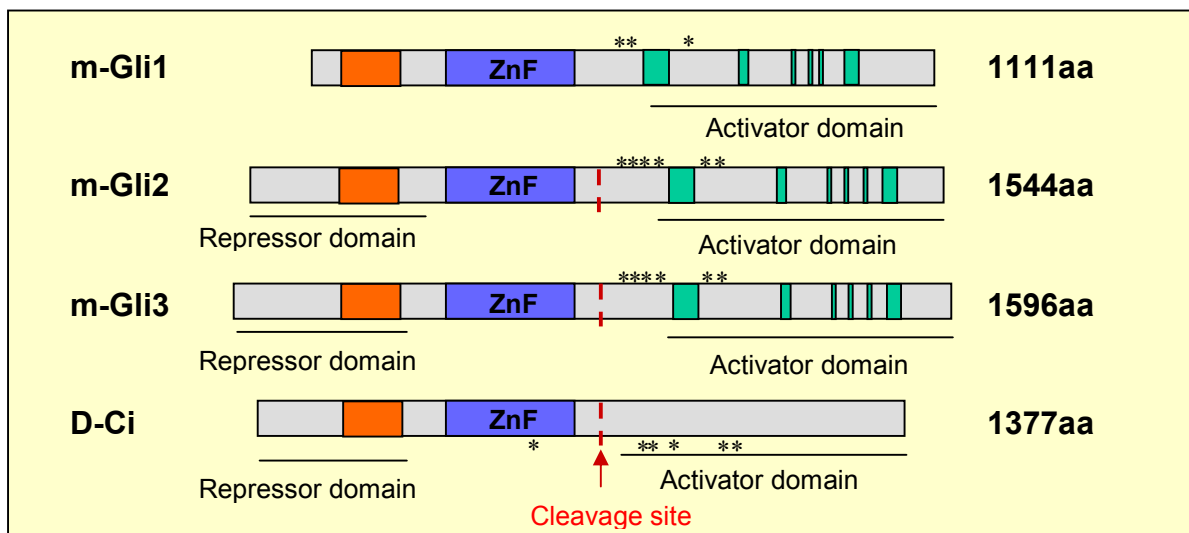 ** *
m-Gli1 ZnF 1111aa
Activator domain
**** **
m-Gli2 ZnF 1544aa
Repressor domain Activator domain
**** **
m-Gli3 ZnF 1596aa
Repressor domain Activator domain
D-Ci ZnF 1377aa
* ** * **
Repressor domain Activator domain
Cleavage site